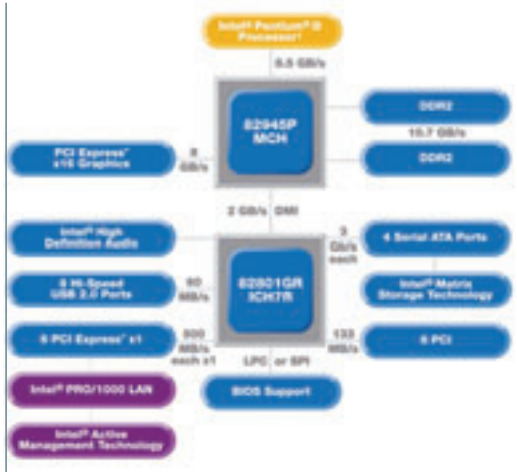 Intel® Pentium® D
Processor
8.5 GB/s
82945P
MCH
DDR2
10.7 GB/s
DDR2
PCI Express*
x16 Graphics
8
GB/s
2 GB/s DMI
Intel® High
Definition Audio
3
Gb/s
each
4 Serial ATA Ports
8 Hi-Speed
USB 2.0 Ports
60
MB/s
82801GR
ICH7R
Intel® Matrix
Storage Technology
6 PCI Express* x1
500
MB/s
each x1
133
MB/s
6 PCI
LPC or SPI
BIOS Support
Intel® PRO/1000 LAN
Intel® Active
Management Technology